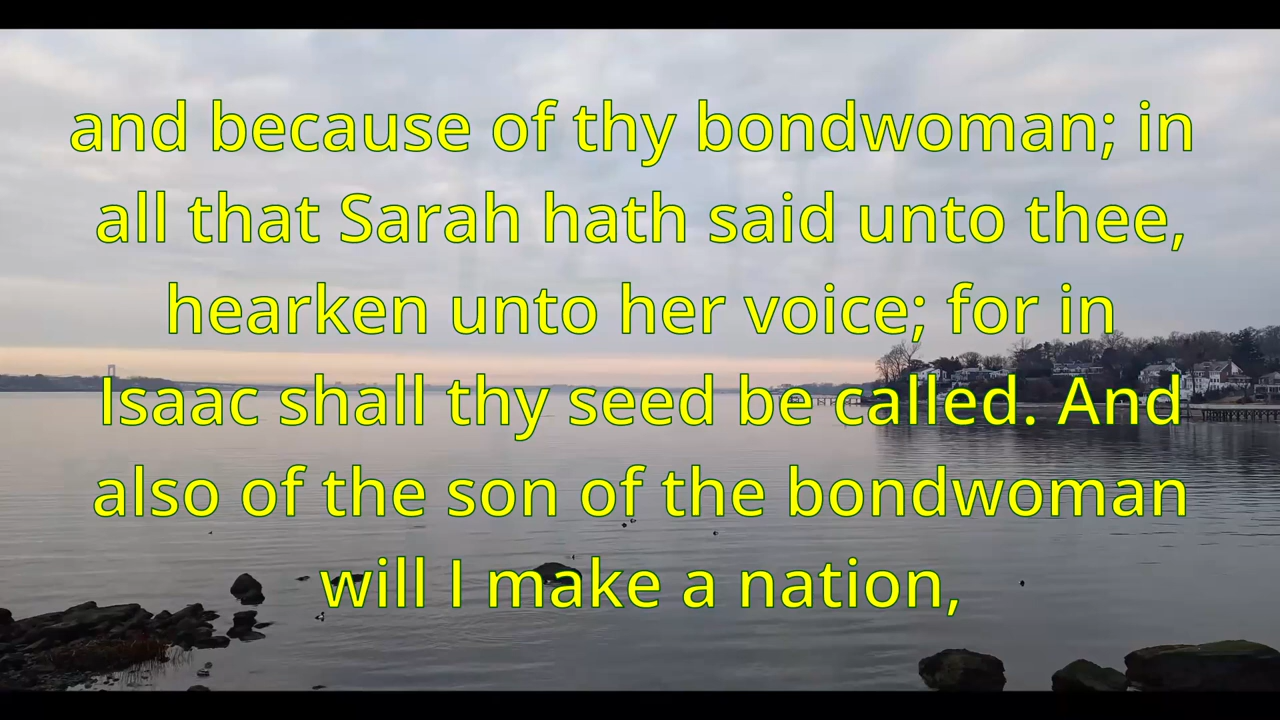 and because of thy bondwoman; in
all that Sarah hath said unto thee,
hearken unto her voice; for in
Isaac shall thy seed be called. And
also of the son of the bondwoman
will I make a nation,